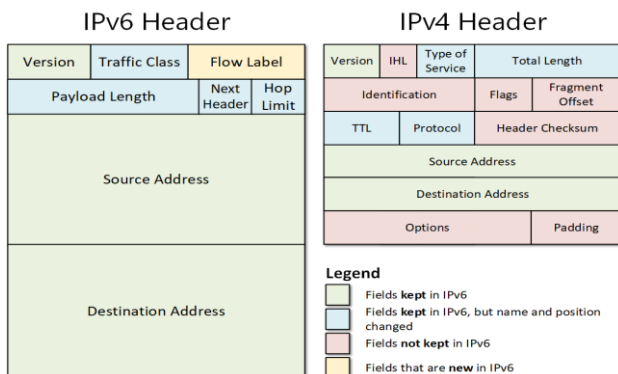 IPv6 Header
Version Traffic Class Flow Label
Payload Length Next Header Hop Limit
Source Address
Destination Address
IPv4 Header
Version IHL Type of Service Total Length
Identification Flags Fragment Offset
TTL Protocol Header Checksum
Source Address
Destination Address
Options Padding
Legend
Fields kept in IPv6
Fields kept in IPv6, but name and position
changed
Fields not kept in IPv6
Fields that are new in IPv6